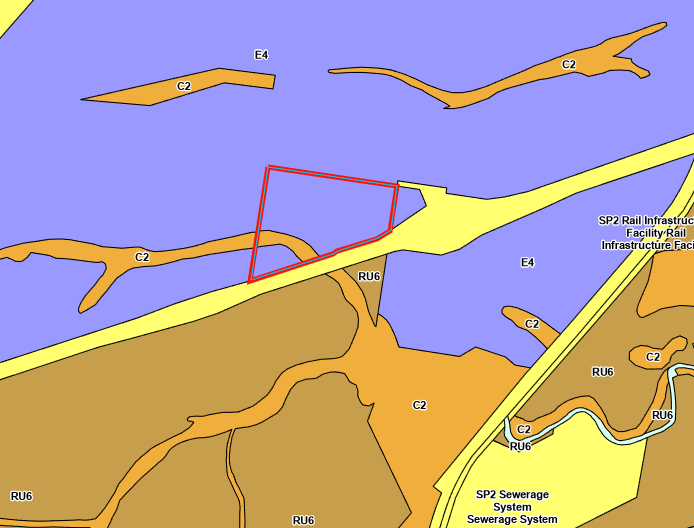 E4
C2
C2
SP2 Rail Infrastruc
Facility Rail
Infrastructure Faci
C2
E4
RU6
C2
C2
RU6
C2
RU6
C2
RU6
RU6
SP2 Sewerage
System
Sewerage System
RU6